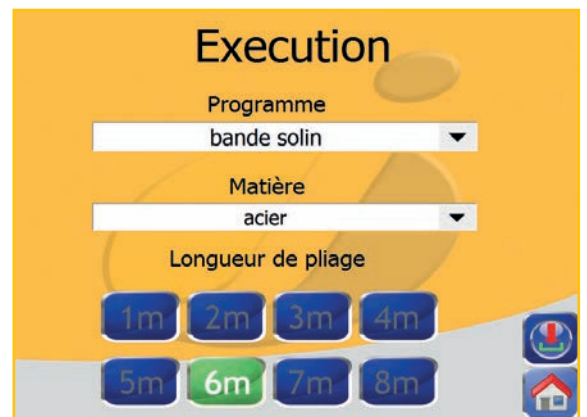 Execution
Programme
bande solin
Matière
acier
Longueur de pliage
1m 2m 3m 4m
5m 6m 7m 8m